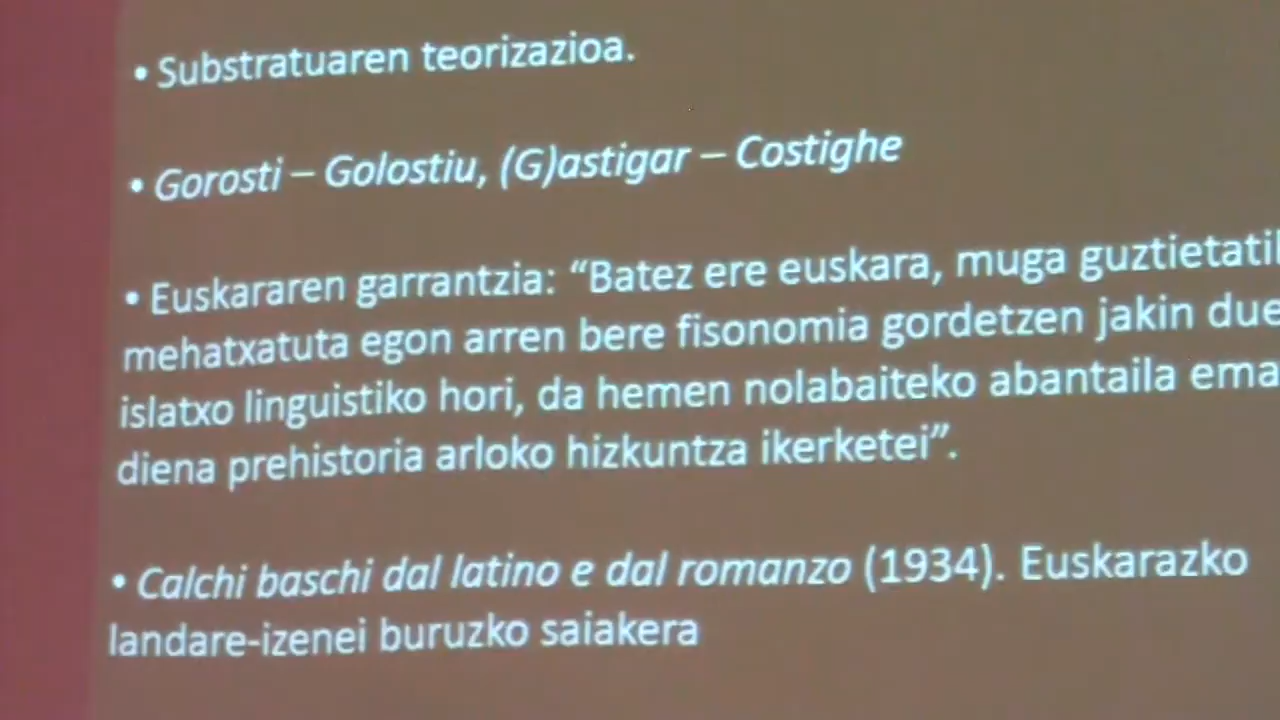 • Substratuaren teorizazioa.
• Gorosti – Golostiu, (G)astigar – Costighe
• Euskararen garrantzia: “Batez ere euskara, muga guztietatik
mehatxatuta egon arren bere fisonomia gordetzen jakin due
islatxo linguistiko hori, da hemen nolabaiteko abantaila ema
diena prehistoria arloko hizkuntza ikerketei”.
• Calchi baschi dal latino e dal romanzo (1934). Euskarazko
landare-izenei buruzko saiakera